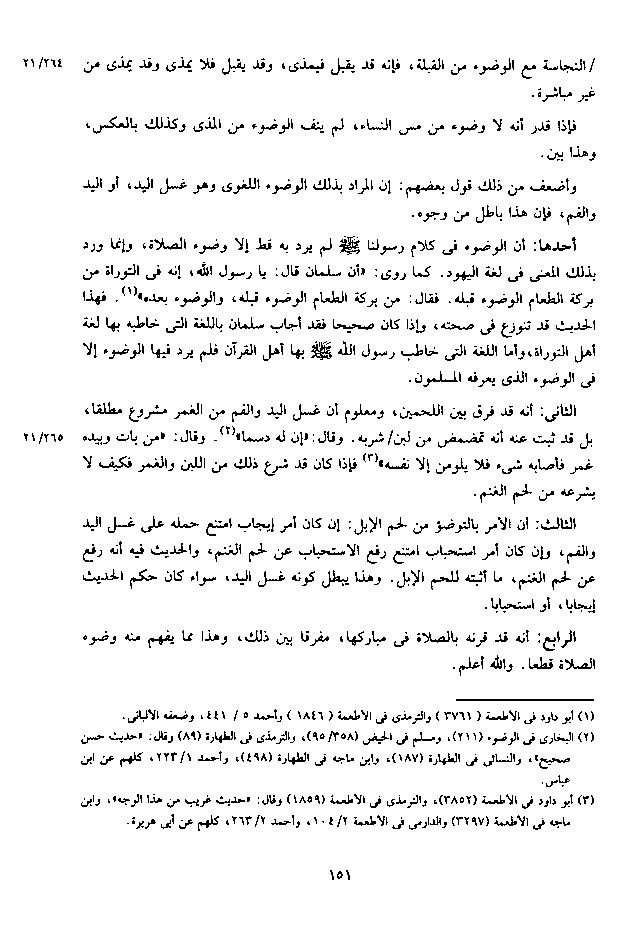 / النجاسة مع الوضوء من القبلة، فإنه قد يقبل فيمذى، وقد يقبل فلا يمذى وقد يمذى من ٢١/٢٦٤
غير مباشرة.
فإذا قدر أنه لا وضوء من مس النساء، لم ينف الوضوء من المذى وكذلك بالعكس،
وهذا بين.
وأضعف من ذلك قول بعضهم: إن المراد بذلك الوضوء اللغوى وهو غسل اليد، أو اليد
والفم، فإن هذا باطل من وجوه.
أحدها: أن الوضوء فى كلام رسولنا ﷺ لم يرد به قط إلا وضوء الصلاة، وإنما ورد
بذلك المعنى فى لغة اليهود. كما روى: «أن سلمان قال: يا رسول الله، إنه فى التوراة من
بركة الطعام الوضوء قبله. فقال: من بركة الطعام الوضوء قبله، والوضوء بعده»(١). فهذا
الحديث قد تنوزع فى صحته، وإذا كان صحيحا فقد أجاب سلمان باللغة التى خاطبه بها لغة
أهل التوراة، وأما اللغة التى خاطب رسول الله ﷺ بها أهل القرآن فلم يرد فيها الوضوء إلا
فى الوضوء الذى يعرفه المسلمون.
الثانى: أنه قد فرق بين اللحمين، ومعلوم أن غسل اليد والفم من الغمر مشروع مطلقا،
بل قد ثبت عنه أنه تمضمض من لبن/ شربه. وقال: «إن له دسما»(٢). وقال: «من بات وبيده ٢١/٢٦٥
غمر فأصابه شىء فلا يلومن إلا نفسه»(٣) فإذا كان قد شرع ذلك من اللبن والغمر فكيف لا
يشرعه من لحم الغنم.
الثالث: أن الأمر بالتوضؤ من لحم الإبل: إن كان أمر إيجاب امتنع حمله على غسل اليد
والفم، وإن كان أمر استحباب امتنع رفع الاستحباب عن لحم الغنم، والحديث فيه أنه رفع
عن لحم الغنم، ما أثبته للحم الإبل. وهذا يبطل كونه غسل اليد، سواء كان حكم الحديث
إيجابا، أو استحبابا.
الرابع: أنه قد قرنه بالصلاة فى مباركها، مفرقا بين ذلك، وهذا مما يفهم منه وضوء
الصلاة قطعا. والله أعلم.
(١) أبو داود فى الأطعمة (٣٧٦١) والترمذى فى الأطعمة (١٨٤٦) وأحمد ٥ / ٤٤١، وضعفه الألبانى.
(٢) البخارى فى الوضوء (٢١١)، ومسلم فى الحيض (٩٥/٣٥٨)، والترمذى فى الطهارة (٨٩) وقال: «حديث حسن
صحيح»، والنسائى فى الطهارة (١٨٧)، وابن ماجه فى الطهارة (٤٩٨)، وأحمد ٢٢٣/١، كلهم عن ابن
عباس.
(٣) أبو داود فى الأطعمة (٣٨٥٢)، والترمذى فى الأطعمة (١٨٥٩) وقال: «حديث غريب من هذا الوجه»، وابن
ماجه فى الأطعمة (٣٢٩٧) والدارمى فى الأطعمة ١٠٤/٢، وأحمد ٢٦٣/٢، كلهم عن أبى هريرة.
١٥١